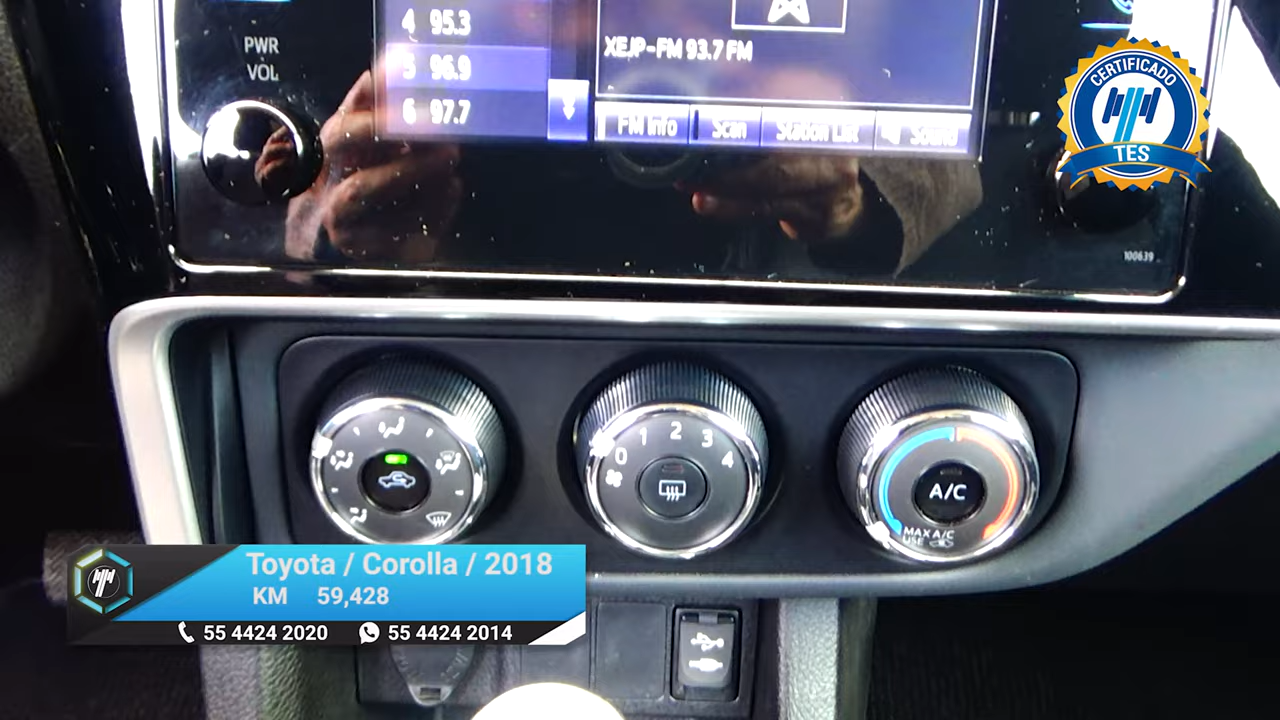 4 95.3
5 96.9
6 97.7
PWR
VOL
XEJP-FM 93.7 FM
FM Info
Scan
Station List
Sound
CERTIFICADO
TES
100639
0 1 2 3 4
A/C
MAX A/C
USE
Toyota / Corolla / 2018
KM 59,428
55 4424 2020 55 4424 2014